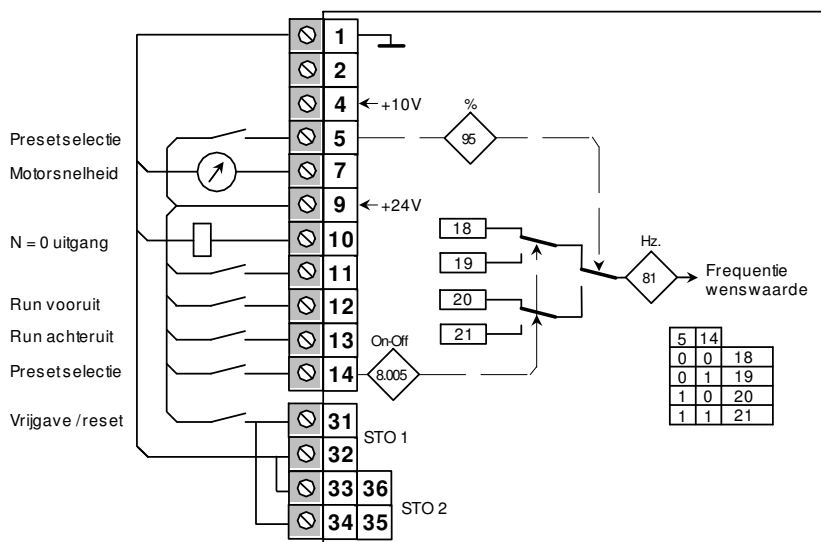 1
2
4 +10V
%
Presetselectie 5 95
Motorsnelheid 7
9 +24V
18
N = 0 uitgang 10
Hz.
11 19
81 Frequentie
wenswaarde
Run vooruit 12 20
Run achteruit 13 21
On-Off
Presetselectie 14 8.005
5 14
0 0 18
0 1 19
1 0 20
1 1 21
Vrijgave / reset 31
STO 1
32
33 36
STO 2
34 35